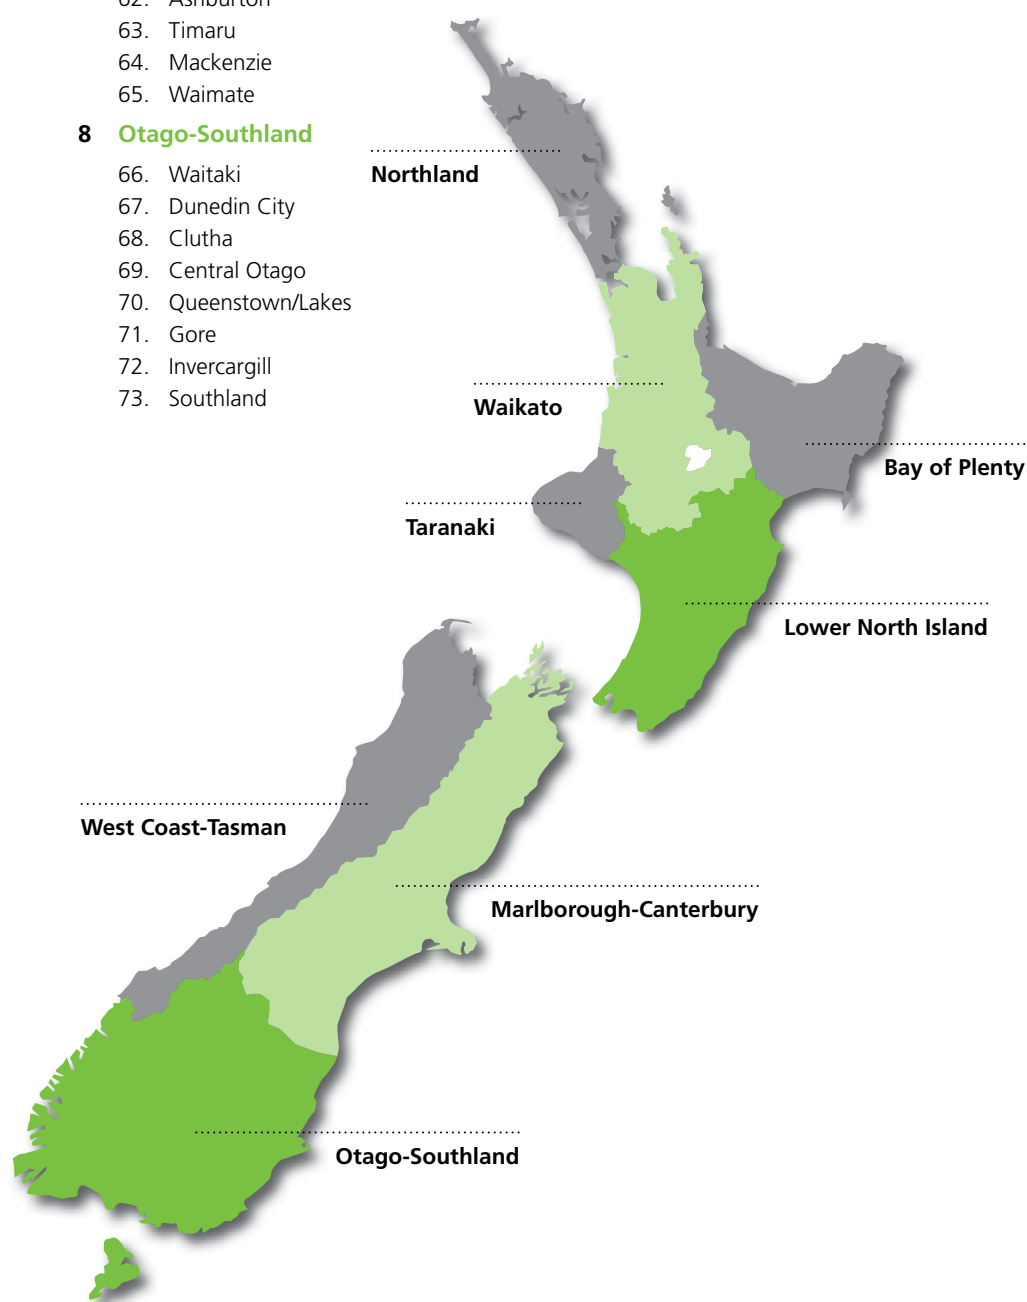 62. Ashburton
63. Timaru
64. Mackenzie
65. Waimate
8 Otago-Southland
66. Waitaki
67. Dunedin City
68. Clutha
69. Central Otago
70. Queenstown/Lakes
71. Gore
72. Invercargill
73. Southland
Northland
Waikato
Bay of Plenty
Taranaki
Lower North Island
West Coast-Tasman
Marlborough-Canterbury
Otago-Southland